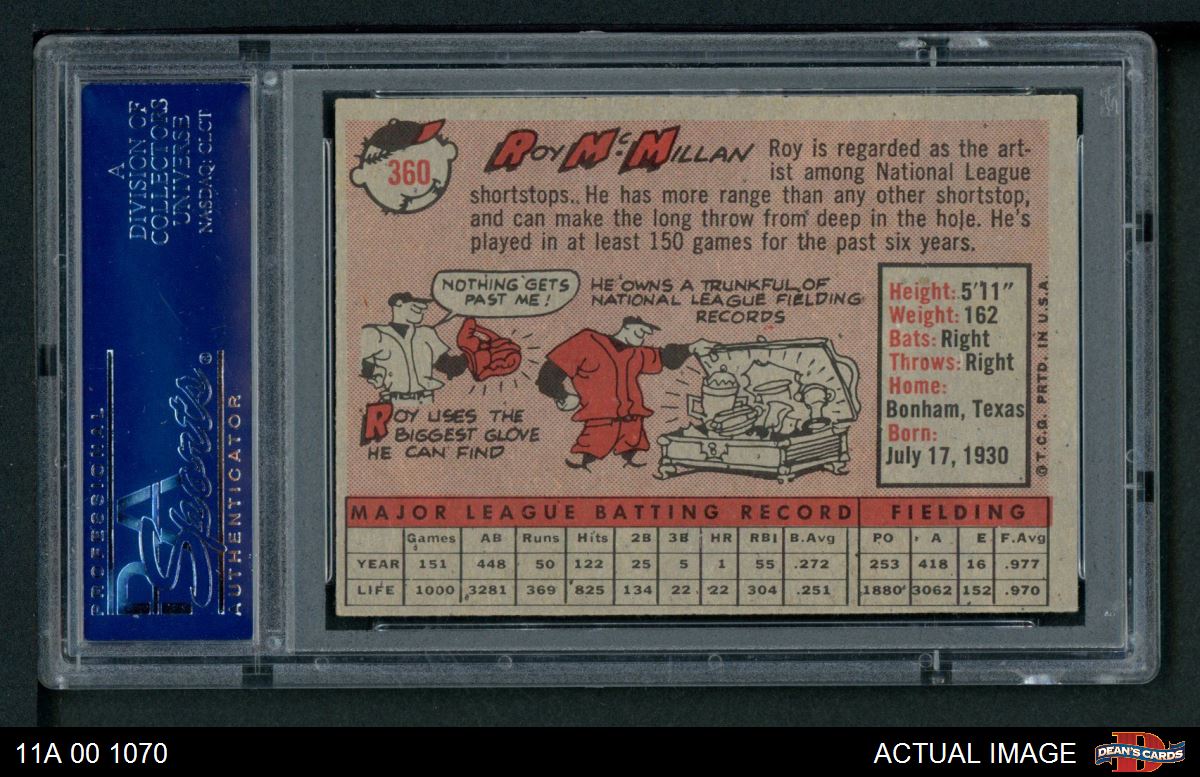 A
DIVISION OF
COLLECTORS
UNIVERSE
NASDAQ: CLCT
PROFESSIONAL
PSA
Sports®
AUTHENTICATOR
360
ROY McMILLAN
Roy is regarded as the art-
ist among National League
shortstops. He has more range than any other shortstop,
and can make the long throw from deep in the hole. He's
played in at least 150 games for the past six years.
NOTHING GETS
PAST ME!
ROY USES THE
BIGGEST GLOVE
HE CAN FIND
HE OWNS A TRUNKFUL OF
NATIONAL LEAGUE FIELDING
RECORDS
Height: 5'11"
Weight: 162
Bats: Right
Throws: Right
Home:
Bonham, Texas
Born:
July 17, 1930
©T.C.G. PRTD. IN U.S.A.
MAJOR LEAGUE BATTING RECORD FIELDING
Games AB Runs Hits 2B 3B HR RBI B.Avg PO A E F.Avg
YEAR 151 448 50 122 25 5 1 55 .272 253 418 16 .977
LIFE 1000 3281 369 825 134 22 22 304 .251 1880 3062 152 .970
11A 00 1070
ACTUAL IMAGE
D
DEAN'S CARDS